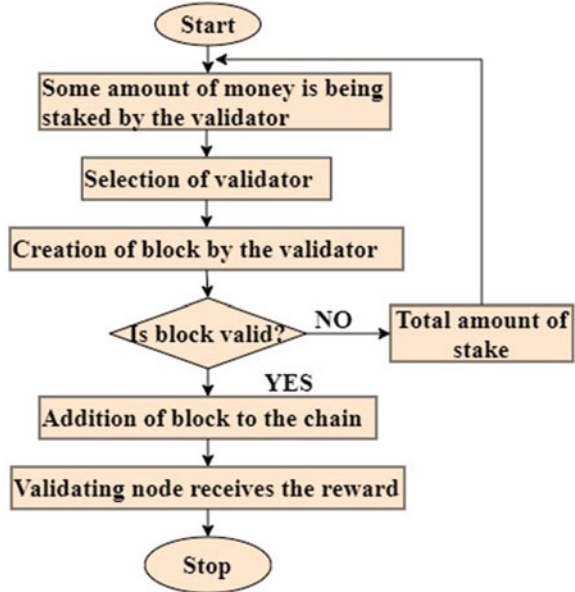 Start
Some amount of money is being
staked by the validator
Selection of validator
Creation of block by the validator
Is block valid?
NO
Total amount of
stake
YES
Addition of block to the chain
Validating node receives the reward
Stop